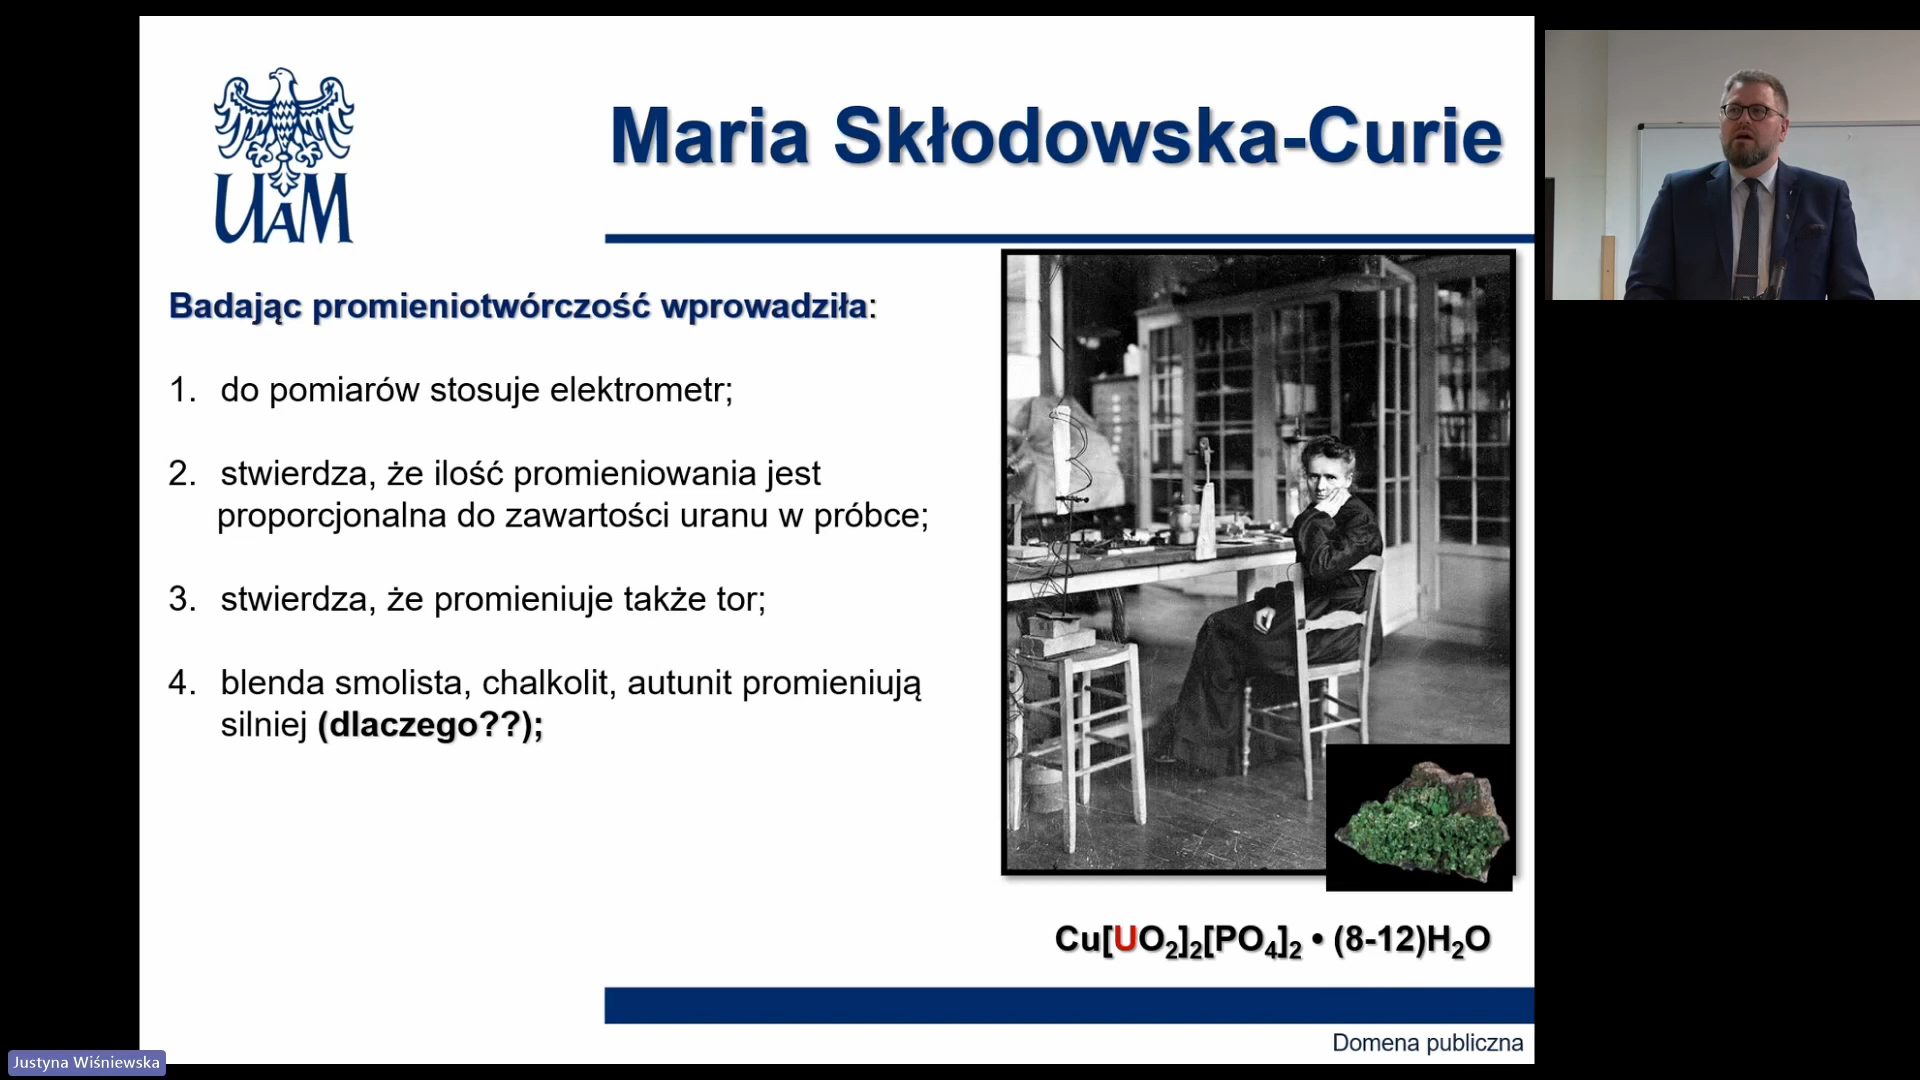 UAM
Maria Skłodowska-Curie
Badając promieniotwórczość wprowadziła:
1. do pomiarów stosuje elektrometr;
2. stwierdza, że ilość promieniowania jest
proporcjonalna do zawartości uranu w próbce;
3. stwierdza, że promieniuje także tor;
4. blenda smolista, chalkolit, autunit promieniują
silniej (dlaczego??);
Cu[UO₂]₂[PO₄]₂ • (8-12)H₂O
Domena publiczna
Justyna Wiśniewska